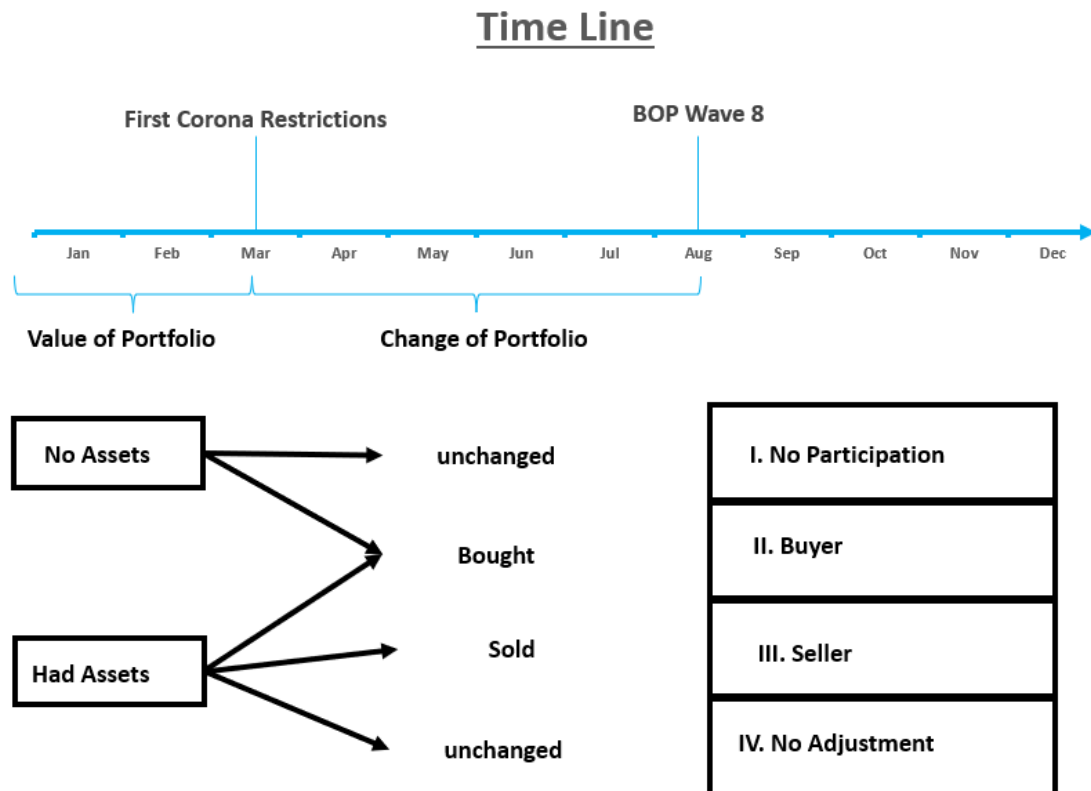 Time Line
First Corona Restrictions
BOP Wave 8
Jan Feb Mar Apr May Jun Jul Aug Sep Oct Nov Dec
Value of Portfolio
Change of Portfolio
No Assets
unchanged
I. No Participation
Bought
II. Buyer
Had Assets
Sold
III. Seller
unchanged
IV. No Adjustment